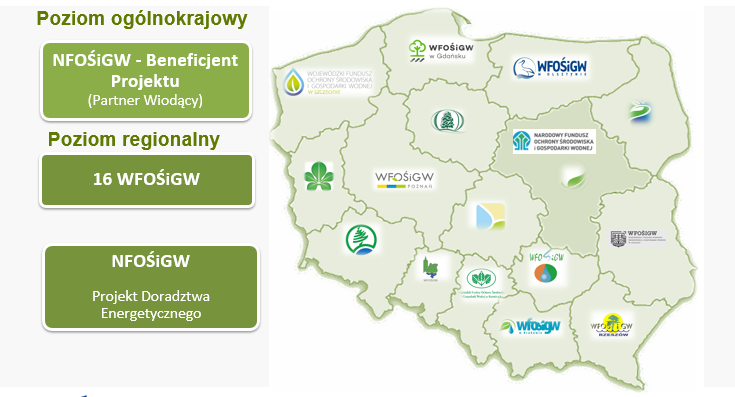 Poziom ogólnokrajowy
NFOŚiGW - Beneficjent
Projektu
(Partner Wiodący)
Poziom regionalny
16 WFOŚiGW
NFOŚiGW
Projekt Doradztwa
Energetycznego
WFOŚiGW
w Gdańsku
WFOŚiGW
W OLSZTYNIE
WOJEWÓDZKI FUNDUSZ
OCHRONY ŚRODOWISKA
I GOSPODARKI WODNEJ
W SZCZECINIE
NARODOWY FUNDUSZ
OCHRONY ŚRODOWISKA
I GOSPODARKI WODNEJ
WFOŚiGW
POZNAŃ
WFOŚiGW
WFOŚiGW
wfośigw
WFOŚiGW
RZESZÓW